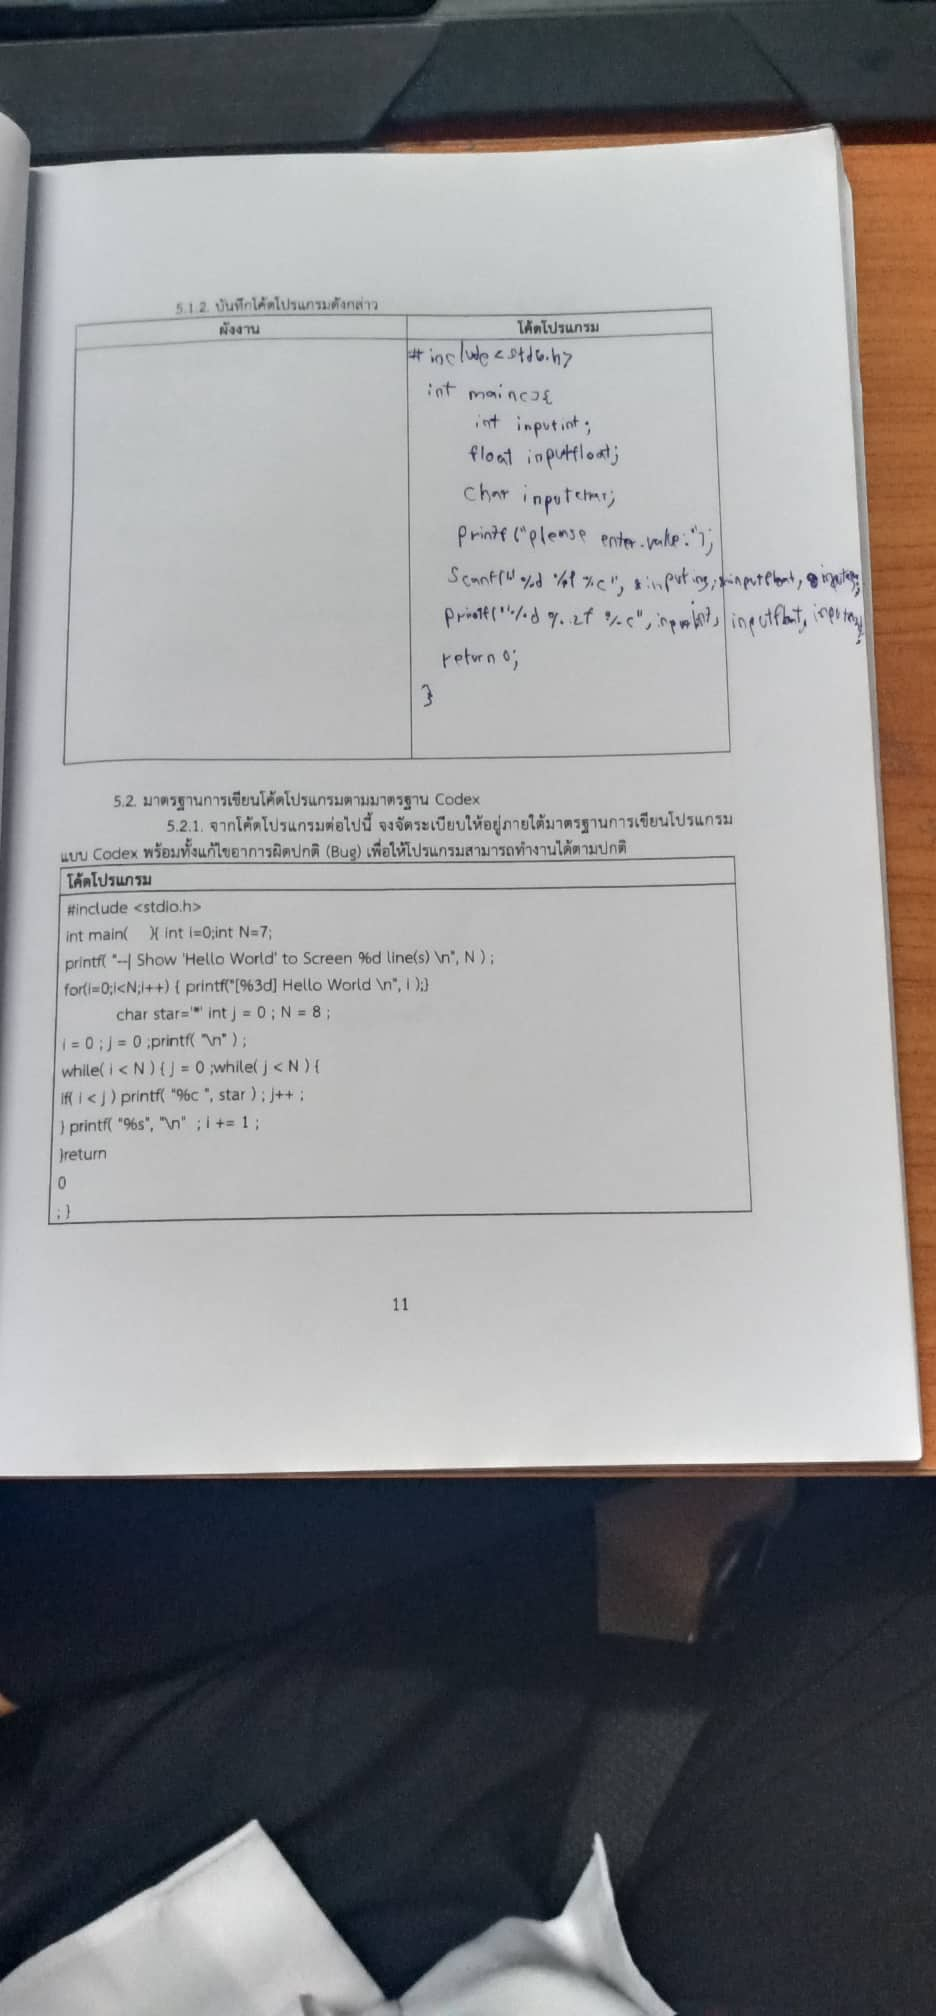 5.1.2. บันทึกโค้ดโปรแกรมดังกล่าว
ผังงาน
โค้ดโปรแกรม
#include<stdio.h>
int main(){
int inputint;
float inputfloat;
char inputchar;
printf("please enter value:");
scanf("%d %f %c", &inputing, &inputfloat,
printf("%d %.2f %c", inputint, inputfloat,
return 0;
}
5.2. มาตรฐานการเขียนโค้ดโปรแกรมตามมาตรฐาน Codex
5.2.1. จากโค้ดโปรแกรมต่อไปนี้ จงจัดระเบียบให้อยู่ภายใต้มาตรฐานการเขียนโปรแกรม
แบบ Codex พร้อมทั้งแก้ไขอาการผิดปกติ (Bug) เพื่อให้โปรแกรมสามารถทำงานได้ตามปกติ
โค้ดโปรแกรม
#include <stdio.h>
int main( ){ int i=0;int N=7;
printf( "--| Show 'Hello World' to Screen %d line(s) \n", N ) ;
for(i=0;i<N;i++) { printf("[%3d] Hello World \n", i );}
char star='*' int j = 0 ; N = 8 ;
i = 0 ; j = 0 ;printf( "\n" ) ;
while( i < N ) { j = 0 ;while( j < N ) {
if( i < j ) printf( "%c ", star ) ; j++ ;
} printf( "%s", "\n" ; i += 1 ;
}return
0
; }
11